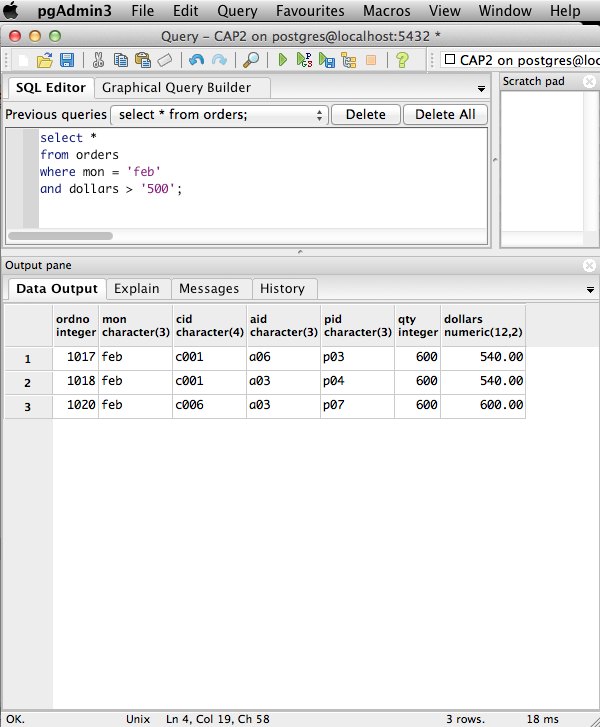 pgAdmin3 File Edit Query Favourites Macros View Window Help
Query – CAP2 on postgres@localhost:5432 *
CAP2 on postgres@loc
SQL Editor Graphical Query Builder
Scratch pad
Previous queries select * from orders; Delete Delete All
select *
from orders
where mon = 'feb'
and dollars > '500';
Output pane
Data Output Explain Messages History
ordno mon cid aid pid qty dollars
integer character(3) character(4) character(3) character(3) integer numeric(12,2)
1 1017 feb c001 a06 p03 600 540.00
2 1018 feb c001 a03 p04 600 540.00
3 1020 feb c006 a03 p07 600 600.00
OK. Unix Ln 4, Col 19, Ch 58 3 rows. 18 ms